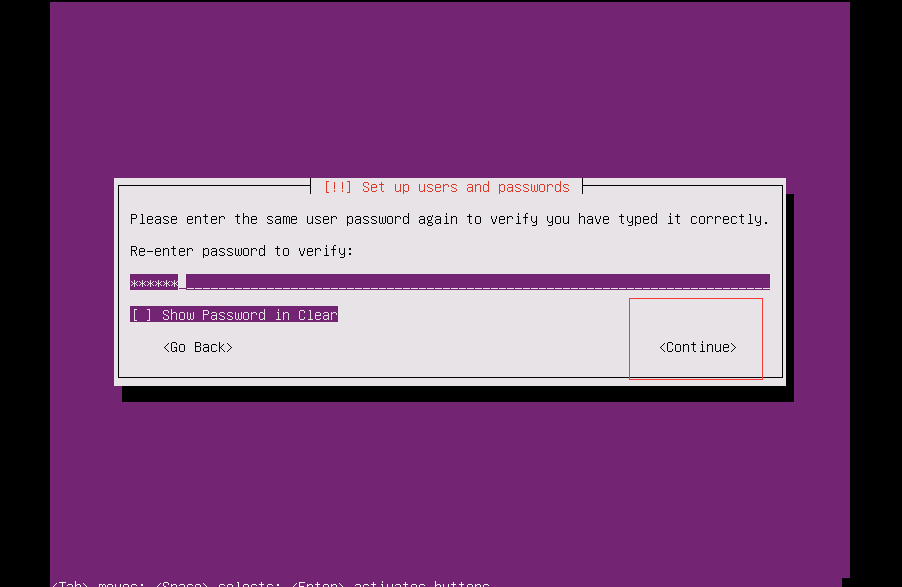 [!!] Set up users and passwords
Please enter the same user password again to verify you have typed it correctly.
Re-enter password to verify:
******
[ ] Show Password in Clear
<Go Back> <Continue>
<Tab> moves; <Space> selects; <Enter> activates buttons